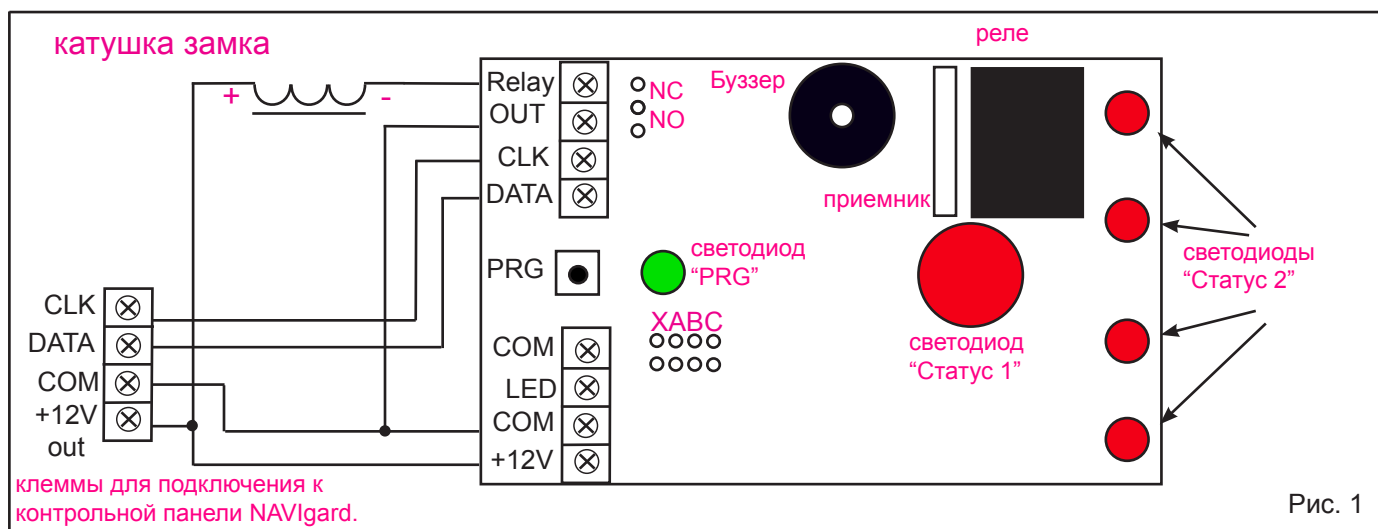 катушка замка
реле
+
-
Relay
NC
Буззер
OUT
NO
CLK
DATA
приемник
PRG
светодиод
“PRG”
светодиоды
“Статус 2”
CLK
DATA
COM
+12V
out
XABC
COM
LED
COM
+12V
светодиод
“Статус 1”
клеммы для подключения к
контрольной панели NAVIgard.
Рис. 1